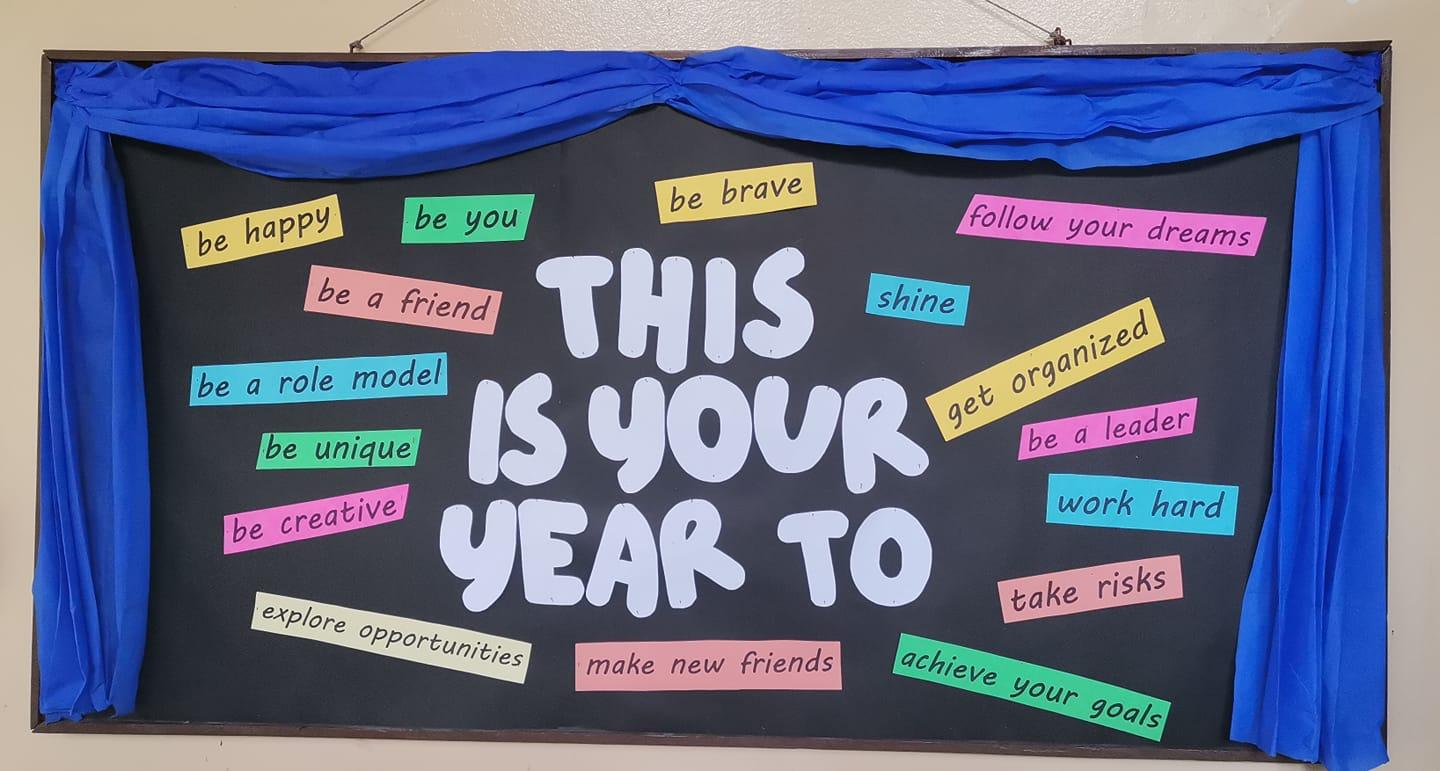 be happy
be you
be brave
follow your dreams
be a friend
shine
THIS
IS YOUR
YEAR TO
get organized
be a role model
be a leader
be unique
work hard
be creative
take risks
explore opportunities
make new friends
achieve your goals